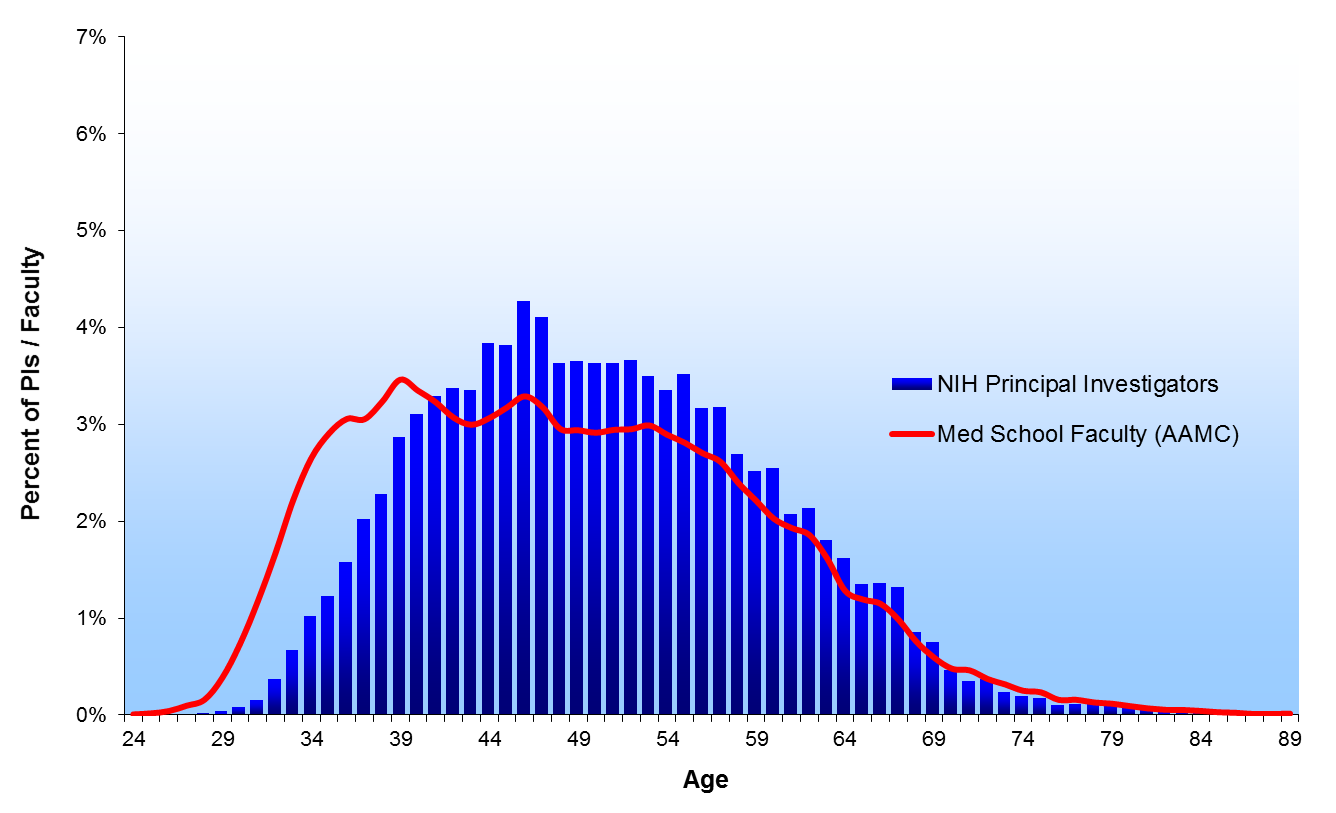 7%
6%
5%
4%
3%
2%
1%
0%
Percent of PIs / Faculty
NIH Principal Investigators
Med School Faculty (AAMC)
24 29 34 39 44 49 54 59 64 69 74 79 84 89
Age